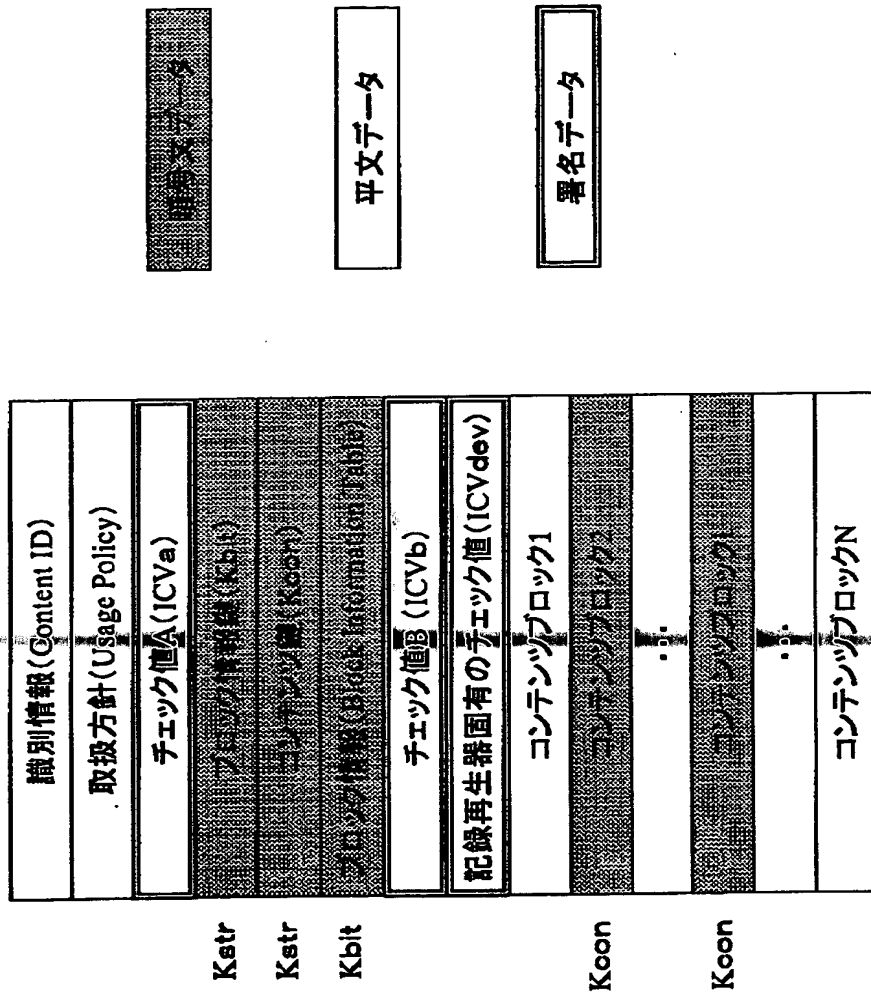 識別情報(Content ID)
取扱方針(Usage Policy)
チェック値A(ICVa)
Kstr ブロック情報鍵(Kbit)
Kstr コンテンツ鍵(Kcon)
Kbit ブロック情報(Block Information Table)
チェック値B (ICVb)
記録再生器固有のチェック値(ICVdev)
コンテンツブロック1
Kcon コンテンツブロック2
...
Kcon コンテンツブロックi
...
コンテンツブロックN
暗号文データ
平文データ
署名データ